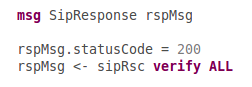 msg SipResponse rspMsg

rspMsg.statusCode = 200
rspMsg <- sipRsc verify ALL